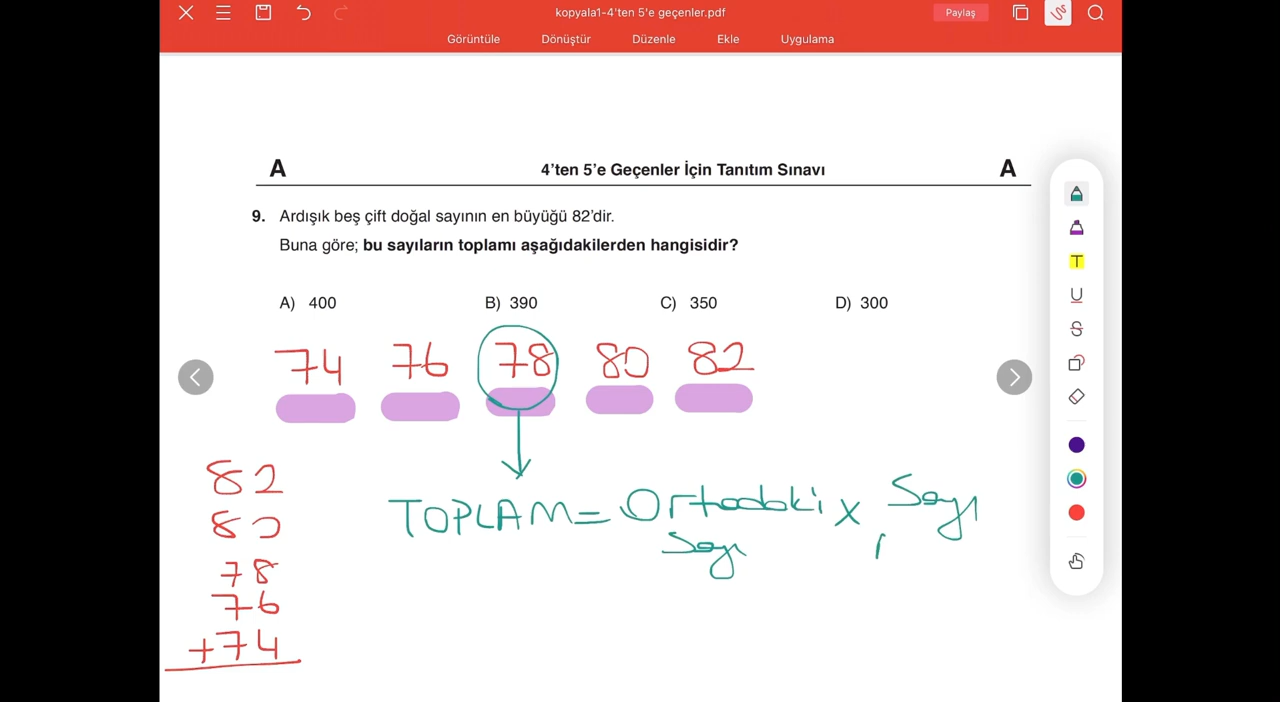 kopyala1-4'ten 5'e geçenler.pdf
Paylaş
Görüntüle Dönüştür Düzenle Ekle Uygulama
A 4'ten 5'e Geçenler İçin Tanıtım Sınavı A
9. Ardışık beş çift doğal sayının en büyüğü 82'dir.
Buna göre; bu sayıların toplamı aşağıdakilerden hangisidir?
A) 400 B) 390 C) 350 D) 300
74 76 78 80 82
TOPLAM = Ortadaki x Sayı
Sayı
82
80
78
76
+74
T
U
S